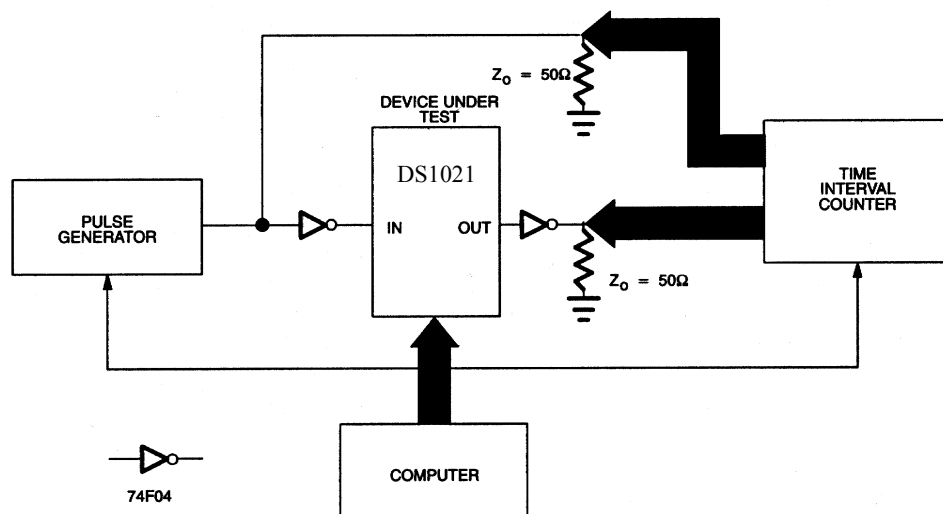 Z₀ = 50Ω
DEVICE UNDER
TEST
DS1021
IN
OUT
PULSE
GENERATOR
TIME
INTERVAL
COUNTER
Z₀ = 50Ω
COMPUTER
74F04